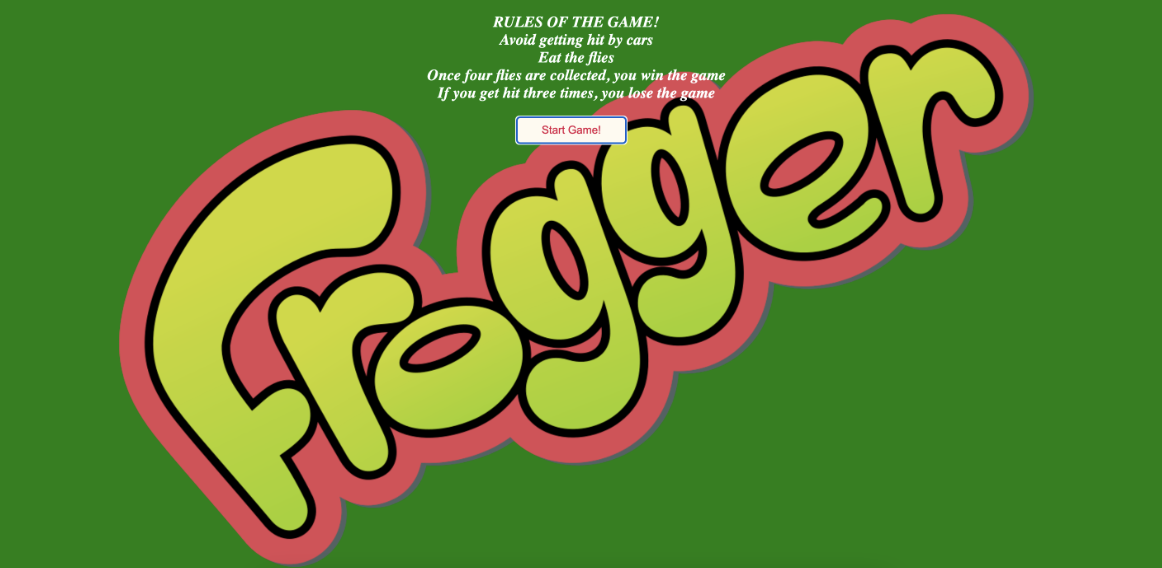 RULES OF THE GAME!
Avoid getting hit by cars
Eat the flies
Once four flies are collected, you win the game
If you get hit three times, you lose the game
Start Game!
Frogger